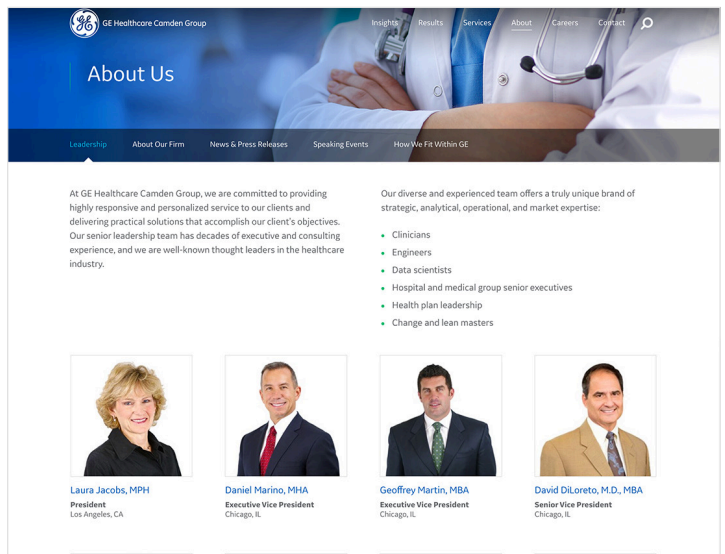 GE Healthcare Camden Group
Insights Results Services About Careers Contact
About Us
Leadership About Our Firm News & Press Releases Speaking Events How We Fit Within GE
At GE Healthcare Camden Group, we are committed to providing
highly responsive and personalized service to our clients and
delivering practical solutions that accomplish our client's objectives.
Our senior leadership team has decades of executive and consulting
experience, and we are well-known thought leaders in the healthcare
industry.
Our diverse and experienced team offers a truly unique brand of
strategic, analytical, operational, and market expertise:
Clinicians
Engineers
Data scientists
Hospital and medical group senior executives
Health plan leadership
Change and lean masters
Laura Jacobs, MPH
President
Los Angeles, CA
Daniel Marino, MHA
Executive Vice President
Chicago, IL
Geoffrey Martin, MBA
Executive Vice President
Chicago, IL
David DiLoreto, M.D., MBA
Senior Vice President
Chicago, IL